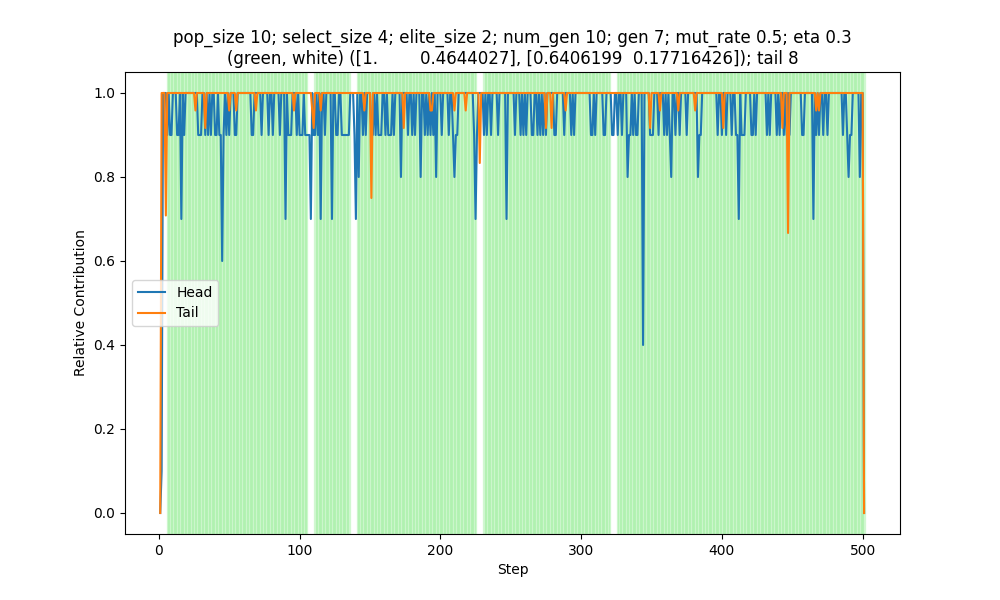 pop_size 10; select_size 4; elite_size 2; num_gen 10; gen 7; mut_rate 0.5; eta 0.3
(green, white) ([1.         0.4644027], [0.6406199  0.17716426]); tail 8
1.0
0.8
0.6
0.4
0.2
0.0
Relative Contribution
Head
Tail
0
100
200
300
400
500
Step